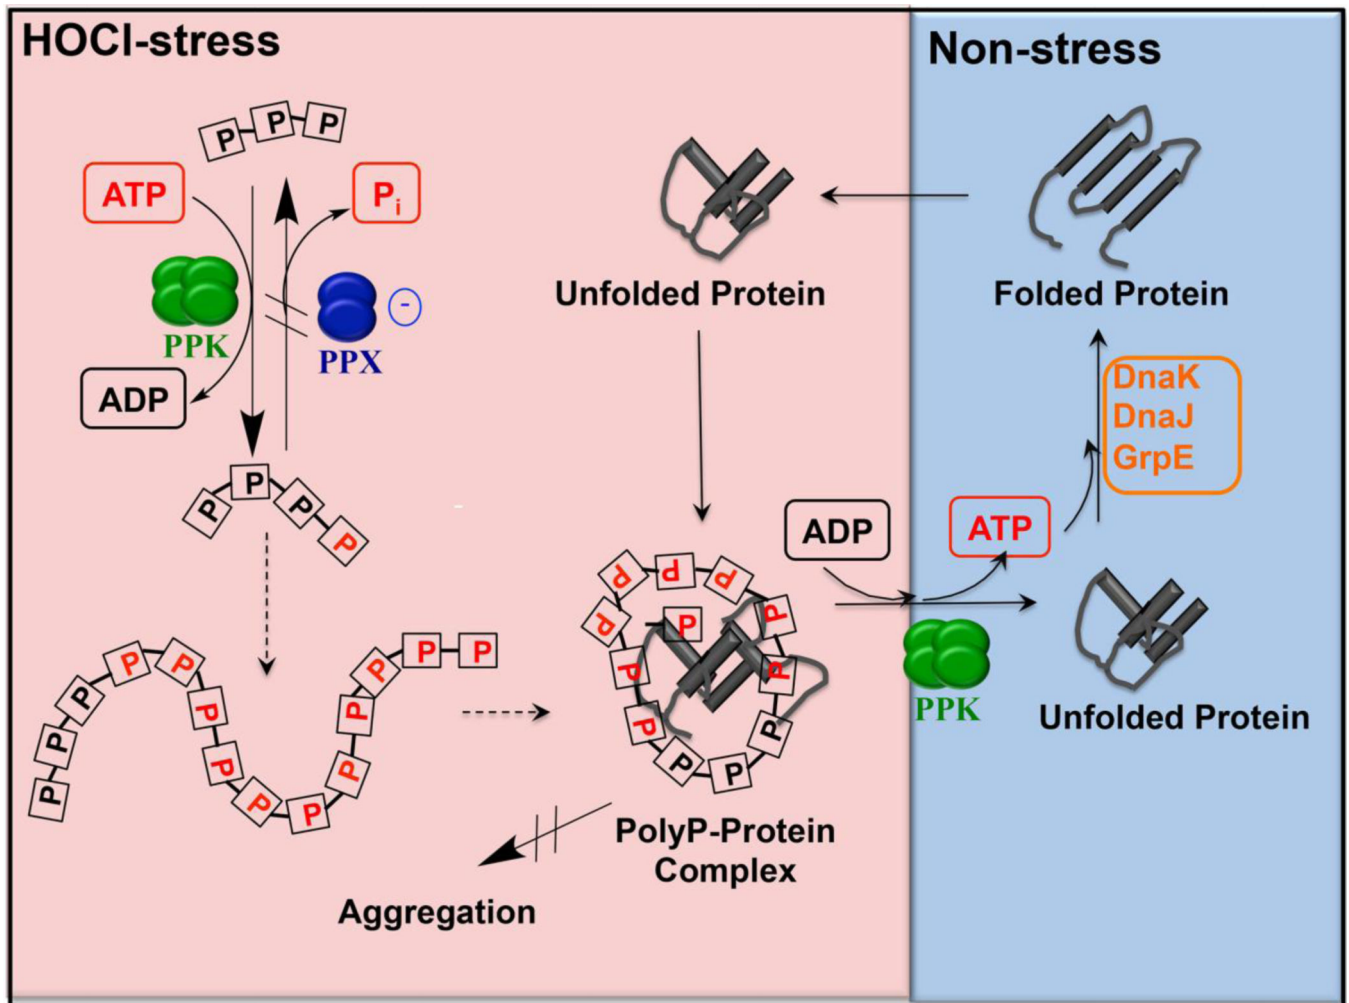 HOCl-stress
Non-stress
P P P
ATP
Pi
PPK
PPX
-
ADP
P P P P
P P P P P P P P P P P P P P P
Unfolded Protein
Folded Protein
DnaK
DnaJ
GrpE
ADP
ATP
P P P P P P P P P P P P P
PPK
Unfolded Protein
PolyP-Protein
Complex
Aggregation